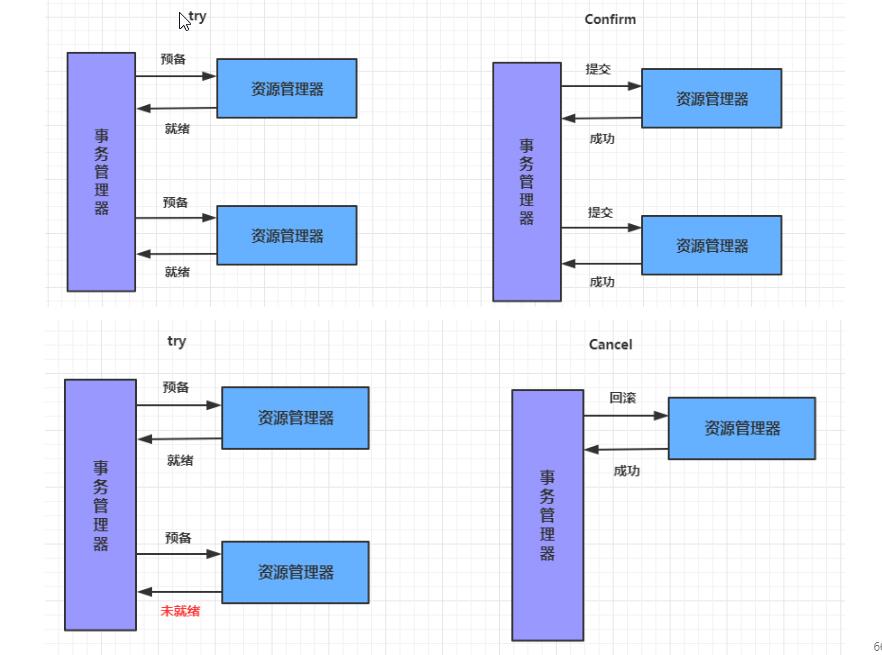 try
预备
资源管理器
就绪
事务管理器
预备
资源管理器
就绪
Confirm
提交
资源管理器
成功
事务管理器
提交
资源管理器
成功
try
预备
资源管理器
就绪
事务管理器
预备
资源管理器
未就绪
Cancel
回滚
资源管理器
成功
事务管理器